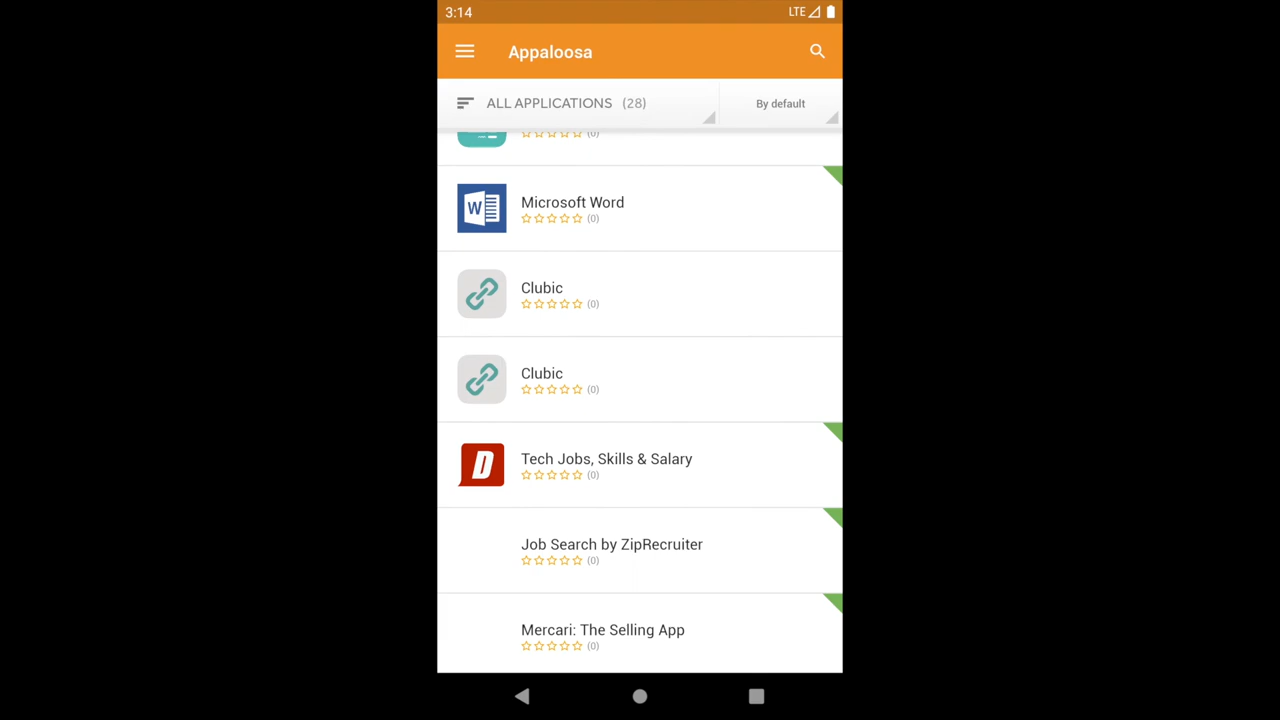 3:14 LTE
Appaloosa
ALL APPLICATIONS (28) By default
(0)
W Microsoft Word
(0)
Clubic
(0)
Clubic
(0)
D Tech Jobs, Skills & Salary
(0)
Job Search by ZipRecruiter
(0)
Mercari: The Selling App
(0)